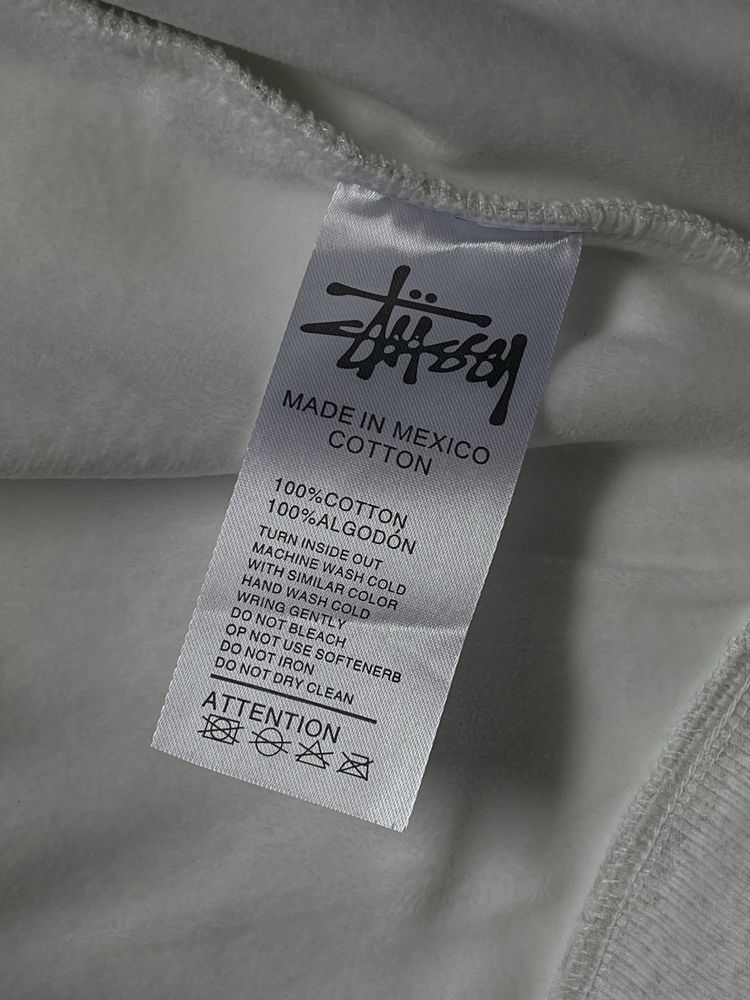 Stüssy
MADE IN MEXICO
COTTON
100%COTTON
100%ALGODÓN
TURN INSIDE OUT
MACHINE WASH COLD
WITH SIMILAR COLOR
HAND WASH COLD
WRING GENTLY
DO NOT BLEACH
OP NOT USE SOFTENERB
DO NOT IRON
DO NOT DRY CLEAN
ATTENTION